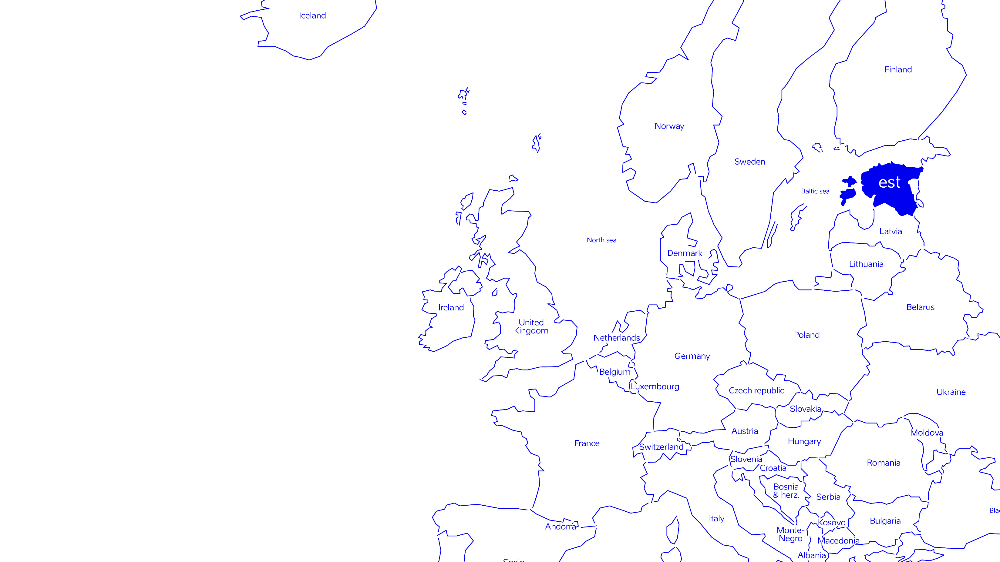 Iceland
Finland
Norway
Sweden
est
Baltic sea
Latvia
North sea
Denmark
Lithuania
Ireland
Belarus
United
Kingdom
Poland
Netherlands
Germany
Belgium
Luxembourg
Czech republic
Ukraine
Slovakia
Austria
Moldova
Hungary
France
Switzerland
Slovenia
Romania
Croatia
Bosnia
& herz.
Serbia
Bla
Italy
Bulgaria
Kosovo
Andorra
Monte-
Negro
Macedonia
Albania
Spain